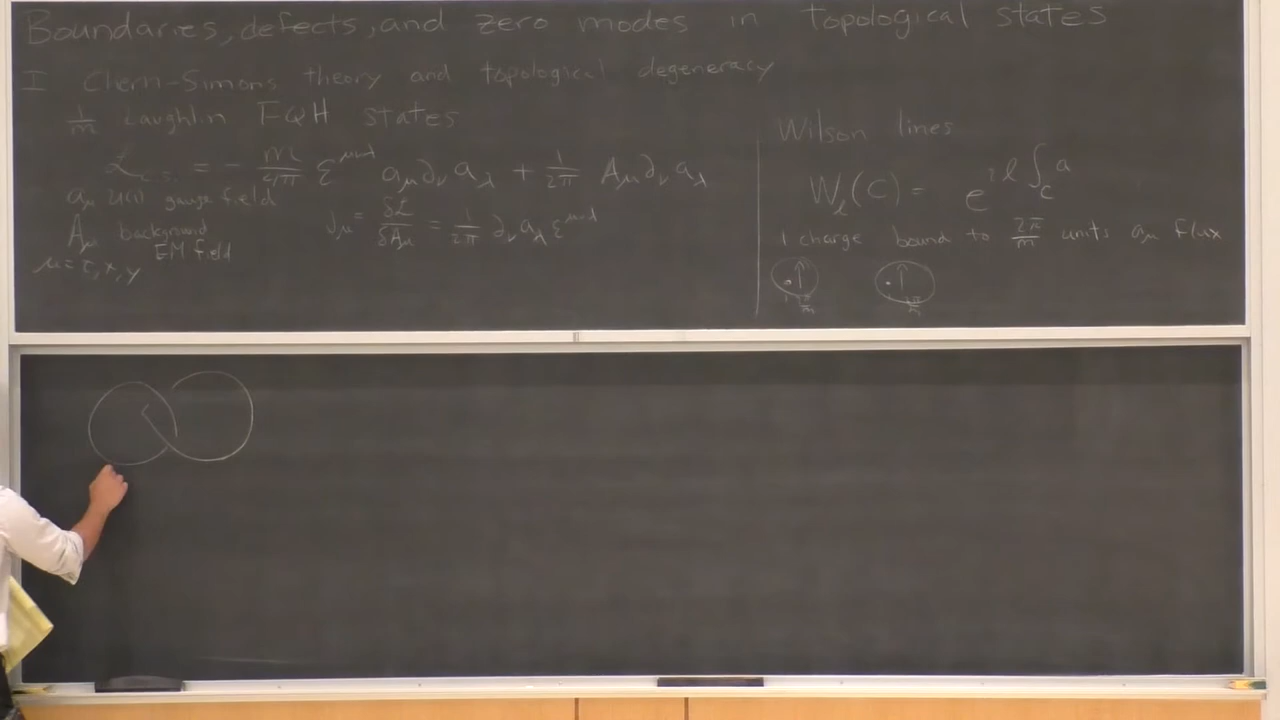 Boundaries, defects, and zero modes in topological states
I Chern-Simons theory and topological degeneracy
1/m Laughlin FQH states
ℒ_{c.s.} = - m/4π ε^{μνλ} a_μ ∂_ν a_λ + 1/2π A_μ ∂_ν a_λ
a_μ U(1) gauge field
A_μ background EM field
μ = τ, x, y
J_μ = δℒ/δA_μ = 1/2π ∂_ν a_λ ε^{μνλ}
Wilson lines
W_l(C) = e^{i l ∫_C a}
1 charge bound to 2π/m units a_μ flux